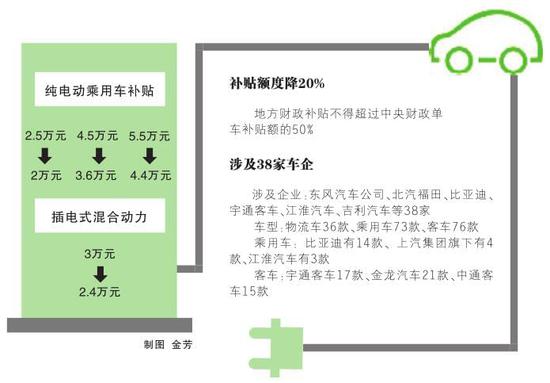 纯电动乘用车补贴
2.5万元 4.5万元 5.5万元
2万元 3.6万元 4.4万元
插电式混合动力
3万元
2.4万元
制图 金芳
补贴额度降20%
地方财政补贴不得超过中央财政单
车补贴额的50%
涉及38家车企
涉及企业:东风汽车公司、北汽福田、比亚迪、
宇通客车、江淮汽车、吉利汽车等38家
车型:物流车36款、乘用车73款、客车76款
乘用车：比亚迪有14款、上汽集团旗下有4
款、江淮汽车有3款
客车:宇通客车17款、金龙汽车21款、中通客
车15款